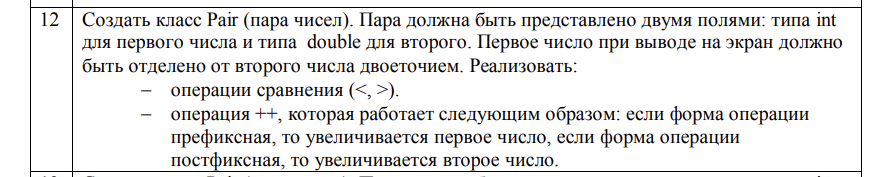 12 Создать класс Pair (пара чисел). Пара должна быть представлено двумя полями: типа int
для первого числа и типа double для второго. Первое число при выводе на экран должно
быть отделено от второго числа двоеточием. Реализовать:
– операции сравнения (<, >).
– операция ++, которая работает следующим образом: если форма операции
префиксная, то увеличивается первое число, если форма операции
постфиксная, то увеличивается второе число.